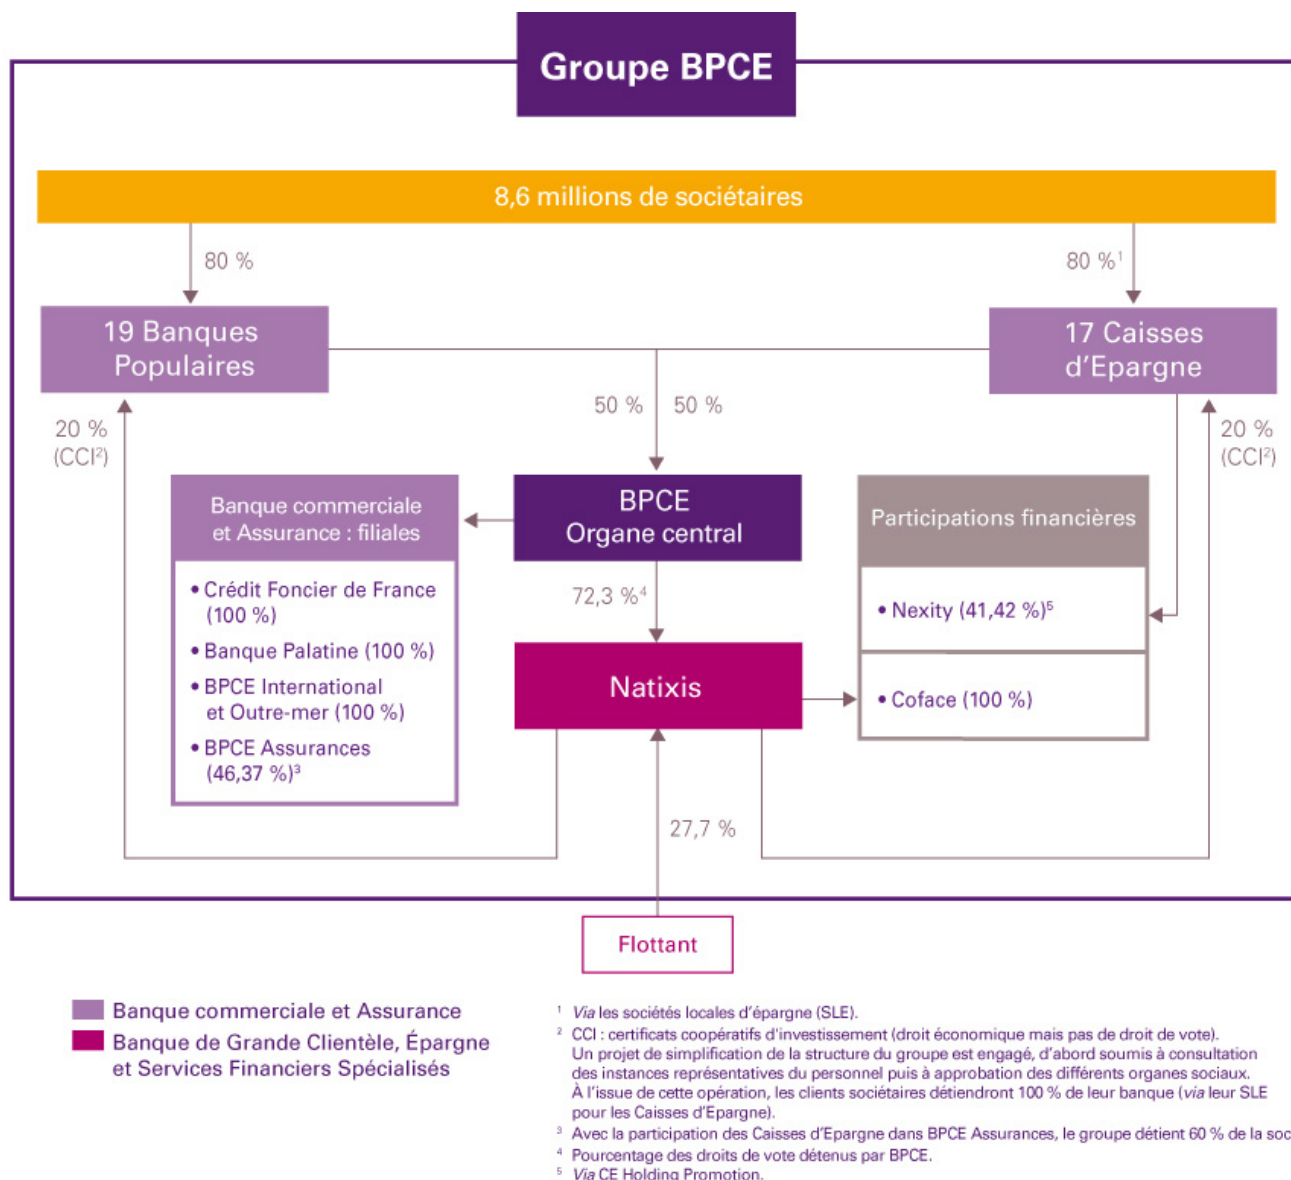 Groupe BPCE
8,6 millions de sociétaires
80 %
80 %¹
19 Banques
Populaires
17 Caisses
d'Epargne
50 %
50 %
20 %
(CCI²)
20 %
(CCI²)
Banque commerciale
et Assurance : filiales
• Crédit Foncier de France
(100 %)
• Banque Palatine (100 %)
• BPCE International
et Outre-mer (100 %)
• BPCE Assurances
(46,37 %)³
BPCE
Organe central
72,3 %⁴
Natixis
Participations financières
• Nexity (41,42 %)⁵
• Coface (100 %)
27,7 %
Flottant
Banque commerciale et Assurance
Banque de Grande Clientèle, Épargne
et Services Financiers Spécialisés
¹ Via les sociétés locales d'épargne (SLE).
² CCI : certificats coopératifs d'investissement (droit économique mais pas de droit de vote).
Un projet de simplification de la structure du groupe est engagé, d'abord soumis à consultation
des instances représentatives du personnel puis à approbation des différents organes sociaux.
À l'issue de cette opération, les clients sociétaires détiendront 100 % de leur banque (via leur SLE
pour les Caisses d'Epargne).
³ Avec la participation des Caisses d'Epargne dans BPCE Assurances, le groupe détient 60 % de la soc
⁴ Pourcentage des droits de vote détenus par BPCE.
⁵ Via CE Holding Promotion.